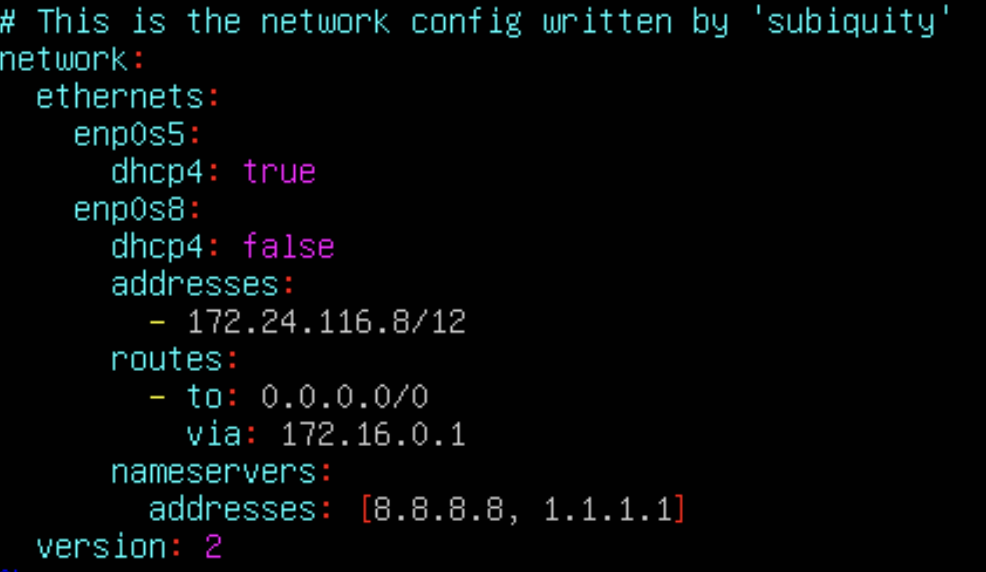 # This is the network config written by 'subiquity'
network:
  ethernets:
    enp0s5:
      dhcp4: true
    enp0s8:
      dhcp4: false
      addresses:
        - 172.24.116.8/12
      routes:
        - to: 0.0.0.0/0
          via: 172.16.0.1
      nameservers:
        addresses: [8.8.8.8, 1.1.1.1]
  version: 2